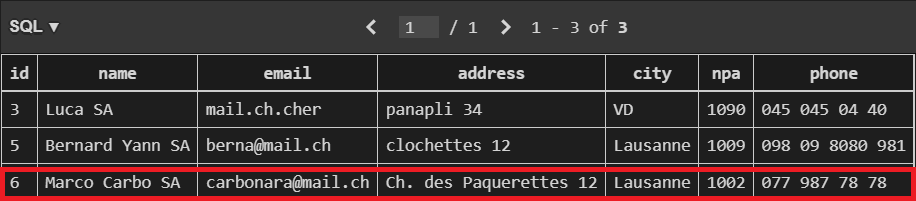 SQL ▼ < 1 / 1 > 1 - 3 of 3
id name email address city npa phone
3 Luca SA mail.ch.cher panapli 34 VD 1090 045 045 04 40
5 Bernard Yann SA berna@mail.ch clochettes 12 Lausanne 1009 098 09 8080 981
6 Marco Carbo SA carbonara@mail.ch Ch. des Paquerettes 12 Lausanne 1002 077 987 78 78